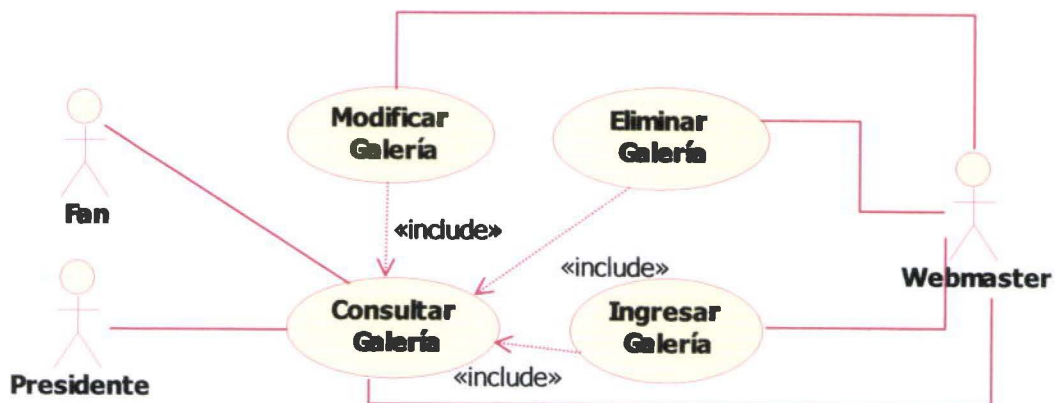 Modificar
Galería
Eliminar
Galería
Fan
«include»
«include»
Webmaster
Consultar
Galería
Ingresar
Galería
Presidente
«include»